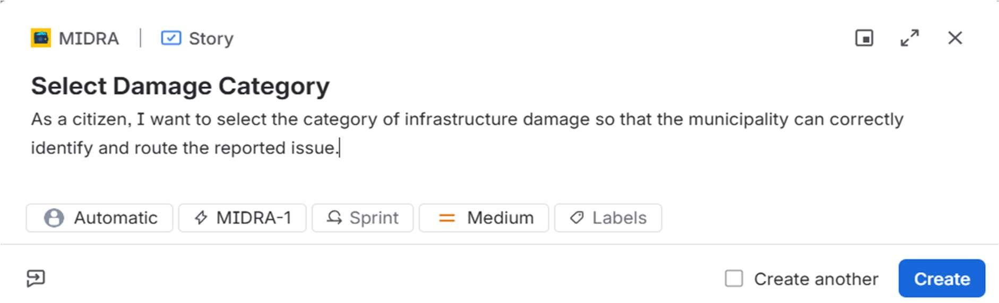 MIDRA Story
Select Damage Category
As a citizen, I want to select the category of infrastructure damage so that the municipality can correctly
identify and route the reported issue.
Automatic MIDRA-1 Sprint Medium Labels
Create another Create